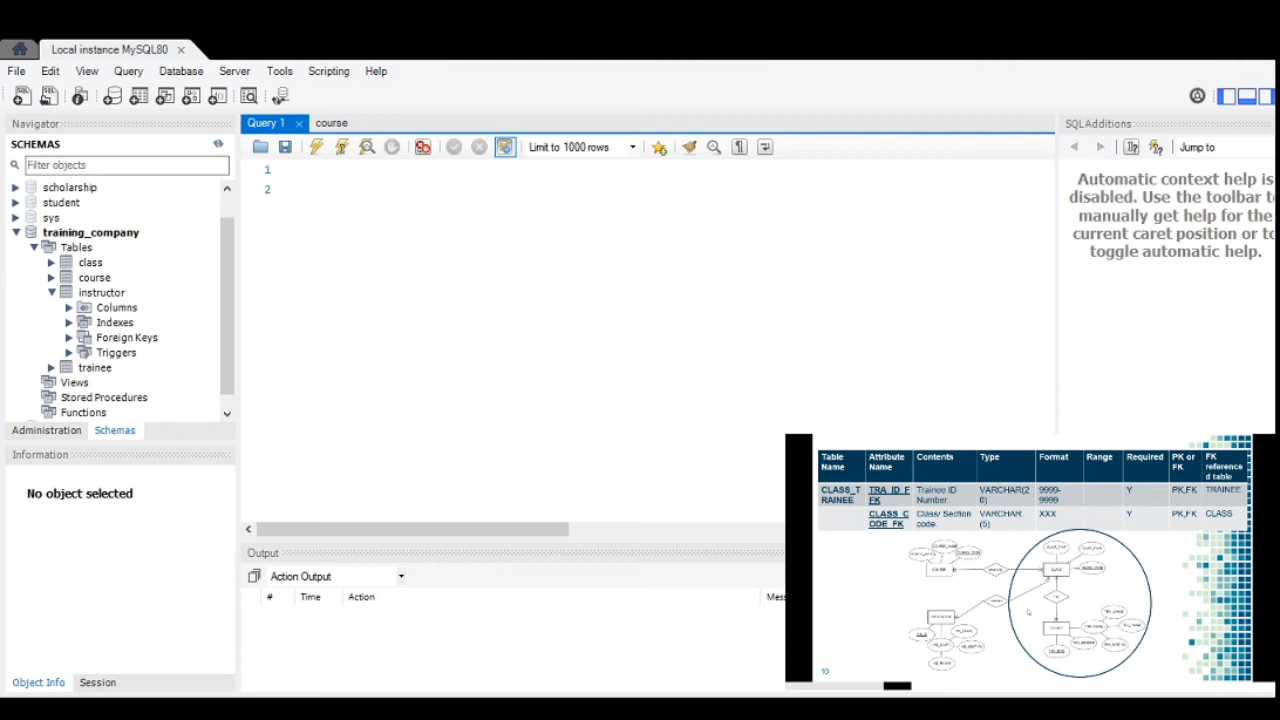 Local instance MySQL80
File Edit View Query Database Server Tools Scripting Help
Navigator
SCHEMAS
Filter objects
scholarship
student
sys
training_company
Tables
class
course
instructor
Columns
Indexes
Foreign Keys
Triggers
trainee
Views
Stored Procedures
Functions
Administration Schemas
Information
No object selected
Object Info Session
Query 1 course
Limit to 1000 rows
1
2
Output
Action Output
# Time Action Mess
SQLAdditions
Jump to
Automatic context help is
disabled. Use the toolbar to
manually get help for the
current caret position or to
toggle automatic help.
Table Name Attribute Name Contents Type Format Range Required PK or FK FK reference d table
CLASS_T RAINEE TRA_ID_F FK Trainee ID Number. VARCHAR(2 0) 9999- 9999 Y PK,FK TRAINEE
CLASS_C ODE_FK Class/ Section code. VARCHAR (5) XXX Y PK,FK CLASS
10